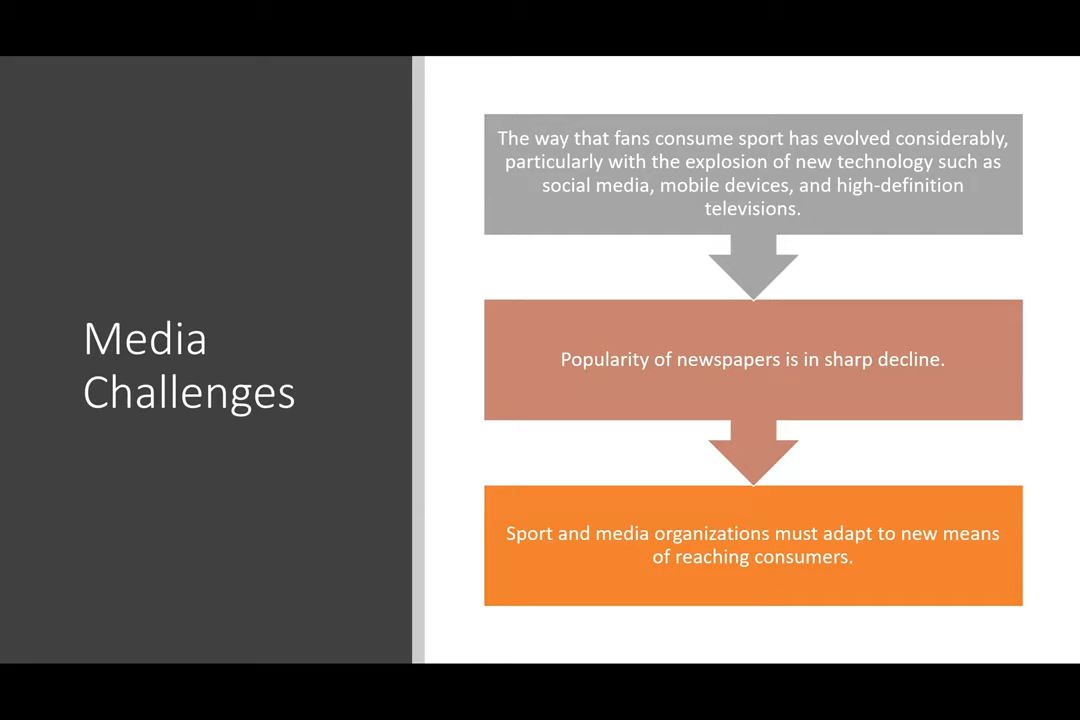 Media
Challenges
The way that fans consume sport has evolved considerably,
particularly with the explosion of new technology such as
social media, mobile devices, and high-definition
televisions.
Popularity of newspapers is in sharp decline.
Sport and media organizations must adapt to new means
of reaching consumers.